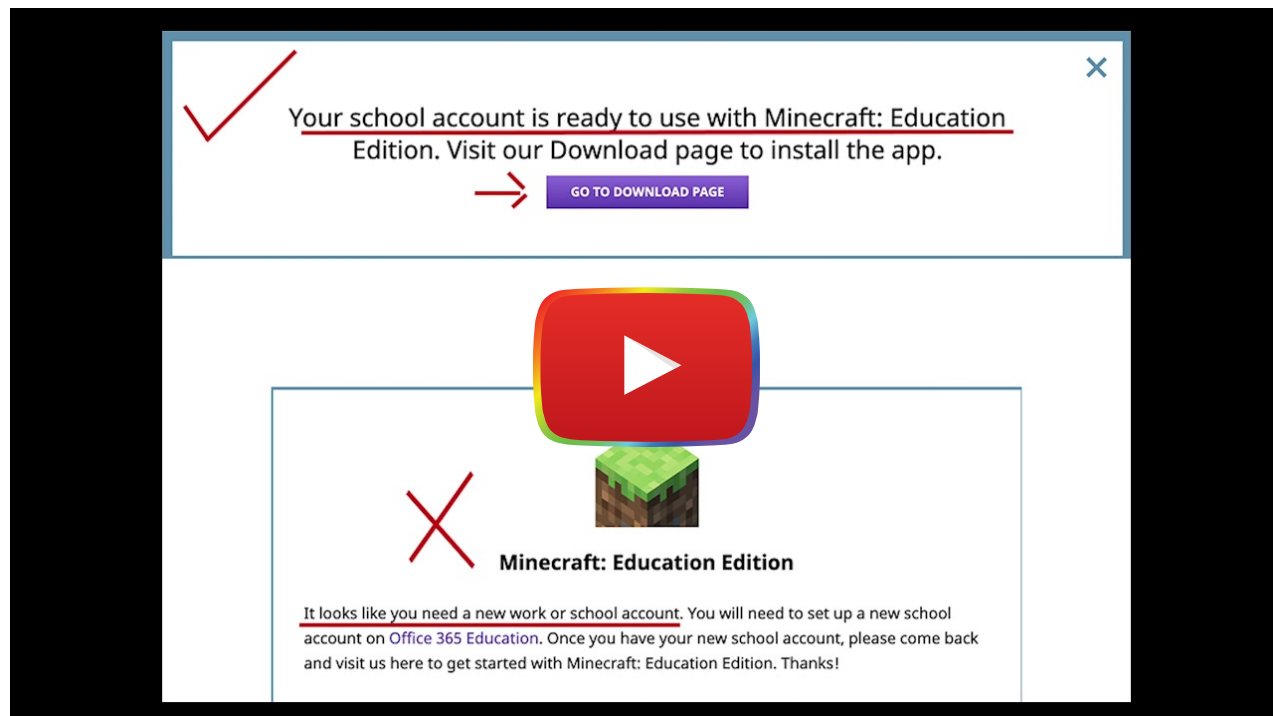 Your school account is ready to use with Minecraft: Education
Edition. Visit our Download page to install the app.
GO TO DOWNLOAD PAGE
Minecraft: Education Edition
It looks like you need a new work or school account. You will need to set up a new school
account on Office 365 Education. Once you have your new school account, please come back
and visit us here to get started with Minecraft: Education Edition. Thanks!